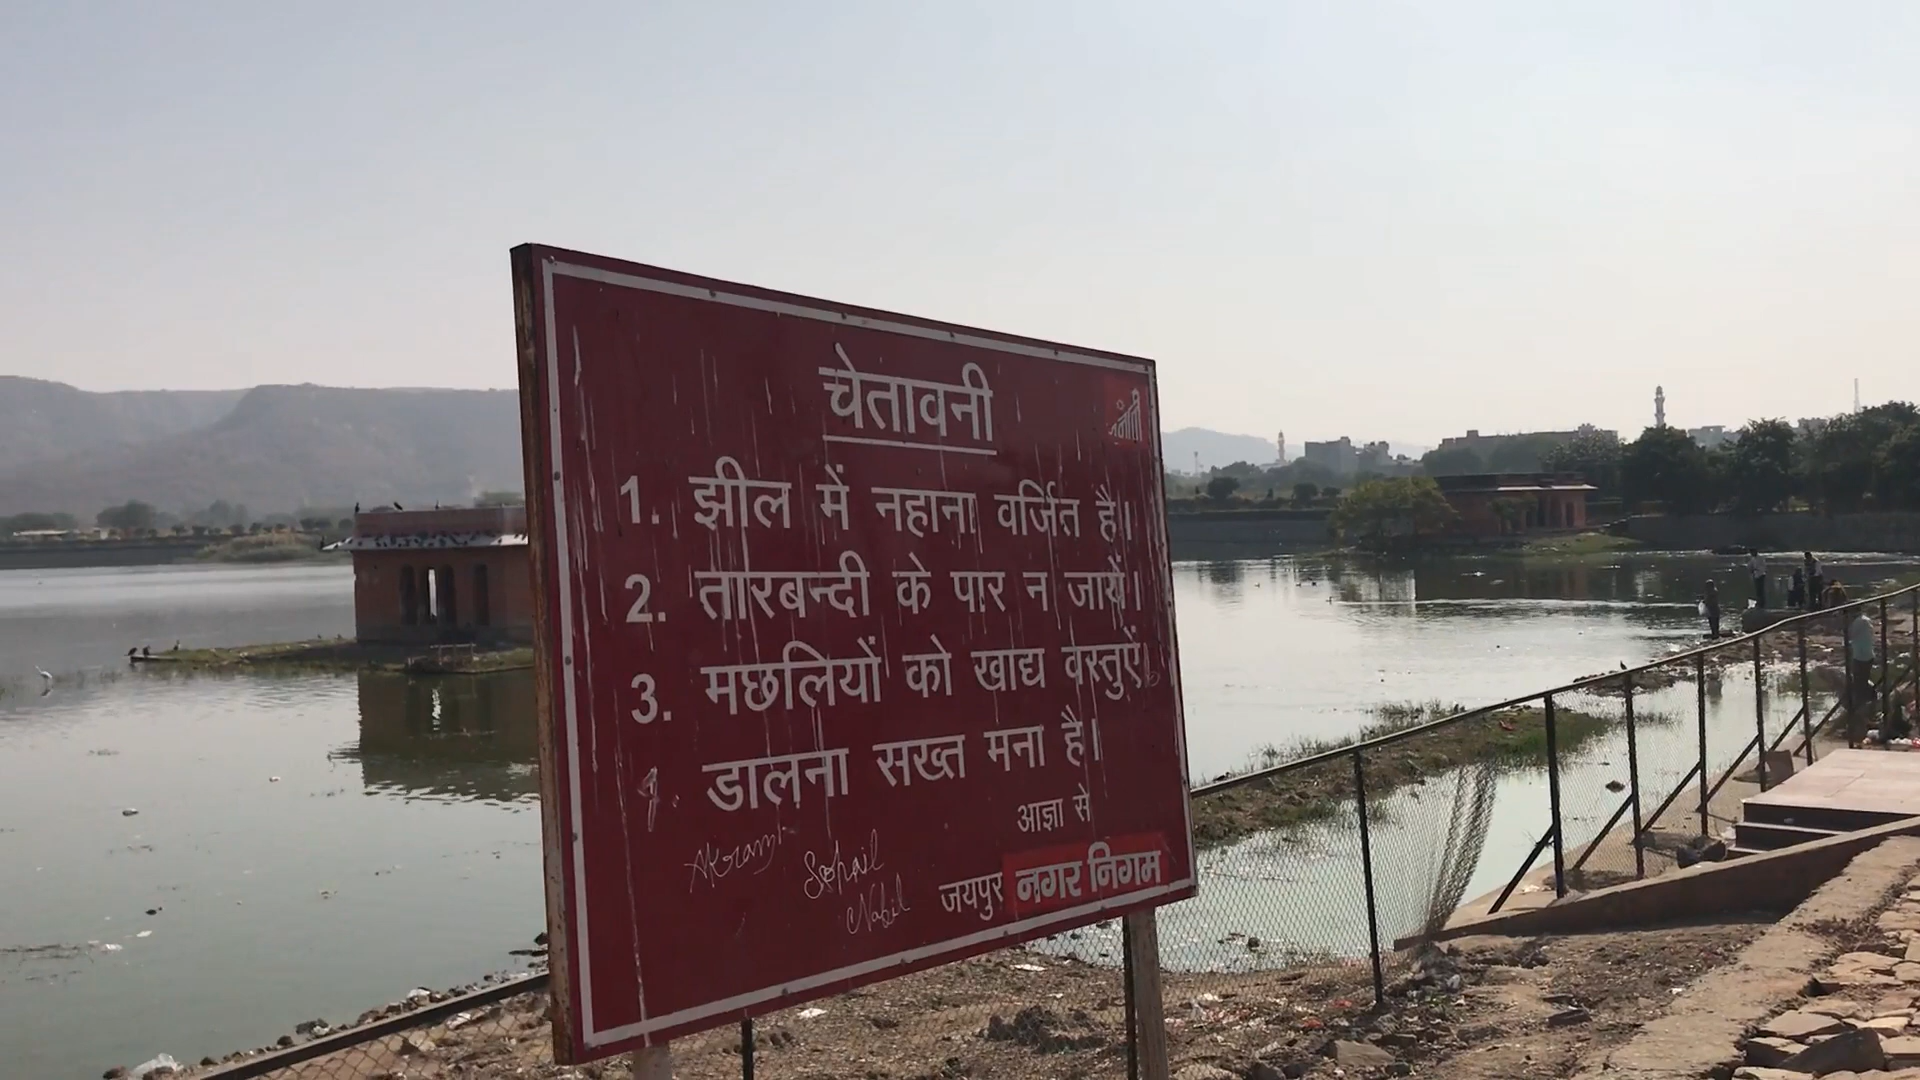 चेतावनी
1. झील में नहाना वर्जित है।
2. तारबन्दी के पार न जायें।
3. मछलियों को खाद्य वस्तुऐं
डालना सख्त मना है।
आज्ञा से
जयपुर नगर निगम
Akram
Sohail
Nabil